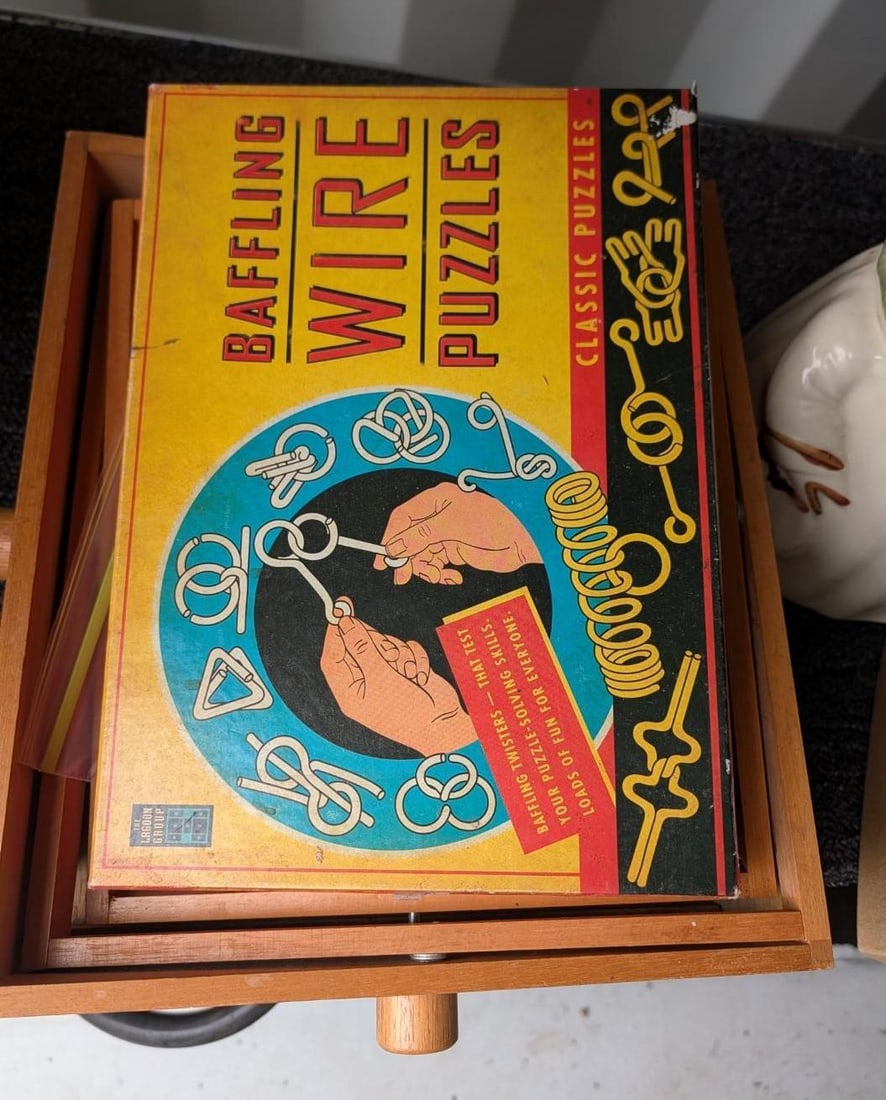 BAFFLING
WIRE
PUZZLES
CLASSIC PUZZLES
BAFFLING TWISTERS — THAT TEST
YOUR PUZZLE-SOLVING SKILLS.
LOADS OF FUN FOR EVERYONE.
THE
LAGOON
GROUP